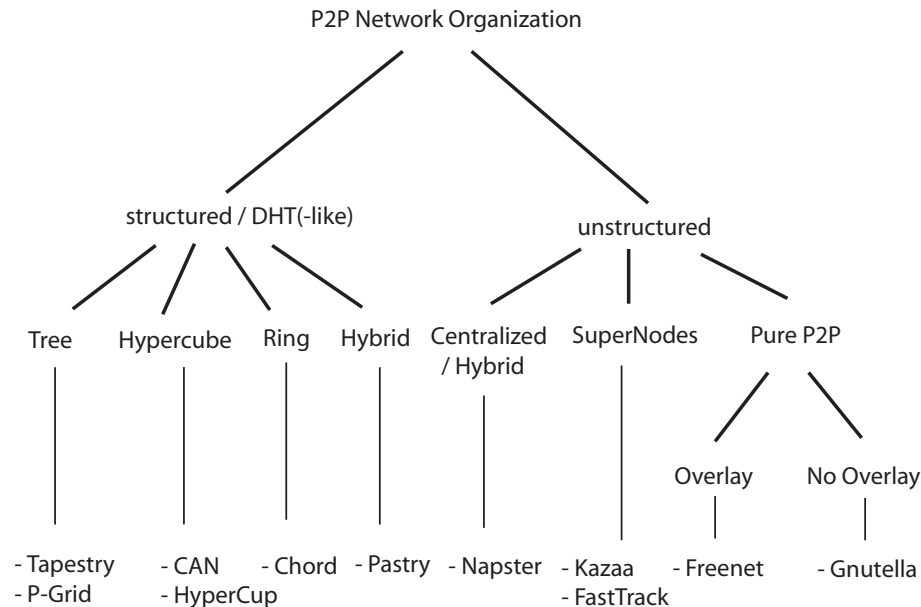 P2P Network Organization
structured / DHT(-like)
unstructured
Tree
Hypercube
Ring
Hybrid
Centralized
/ Hybrid
SuperNodes
Pure P2P
Overlay
No Overlay
- Tapestry
- P-Grid
- CAN
- HyperCup
- Chord
- Pastry
- Napster
- Kazaa
- FastTrack
- Freenet
- Gnutella